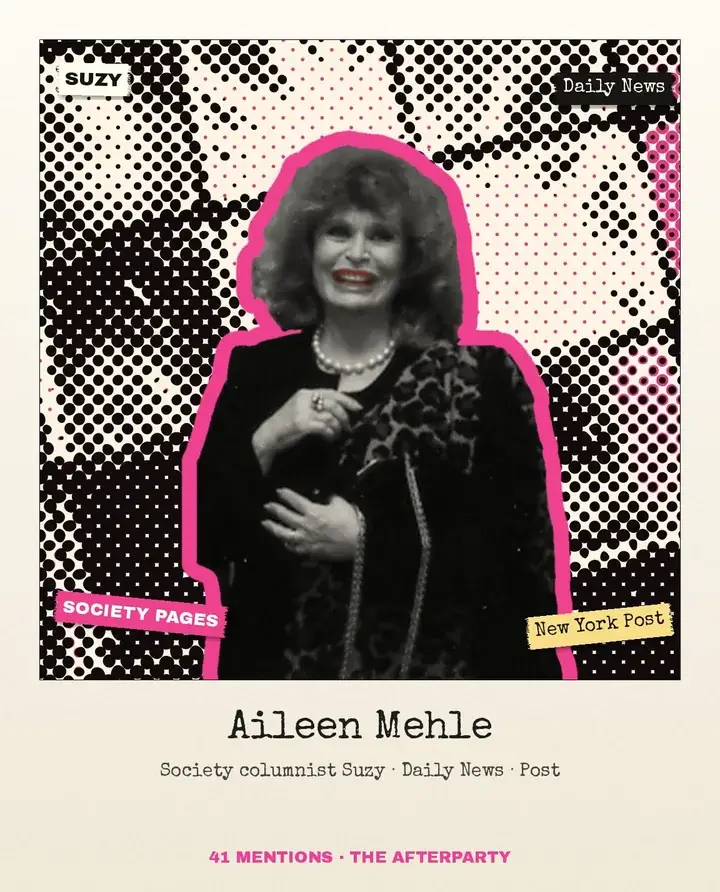 SUZY
Daily News
SOCIETY PAGES
New York Post
Aileen Mehle
Society columnist Suzy · Daily News · Post
41 MENTIONS · THE AFTERPARTY